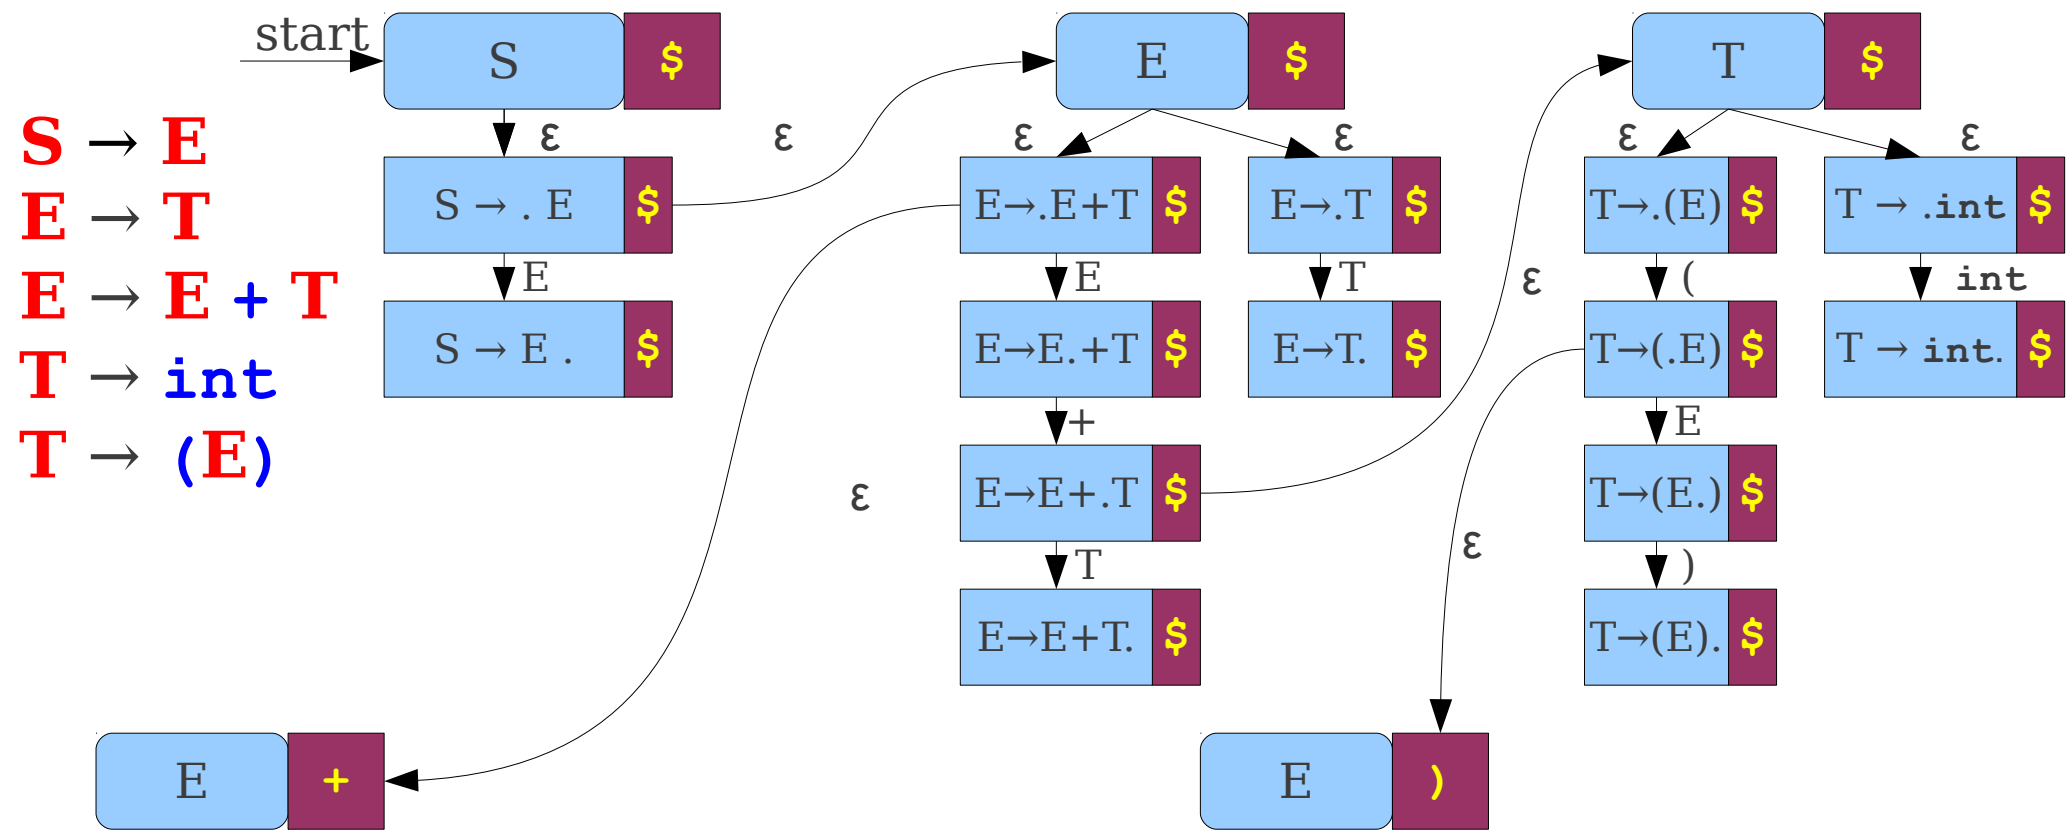 start
S $
E $
T $
ε
ε
ε
ε
ε
ε
S → E
E → T
E → E + T
T → int
T → (E)
S → . E $
E→.E+T $
E→.T $
T→.(E) $
T → .int $
E
E
T
(
int
ε
S → E . $
E→E.+T $
E→T. $
T→(.E) $
T → int. $
+
E
ε
E→E+.T $
T→(E.) $
ε
T
)
E→E+T. $
T→(E). $
E +
E )